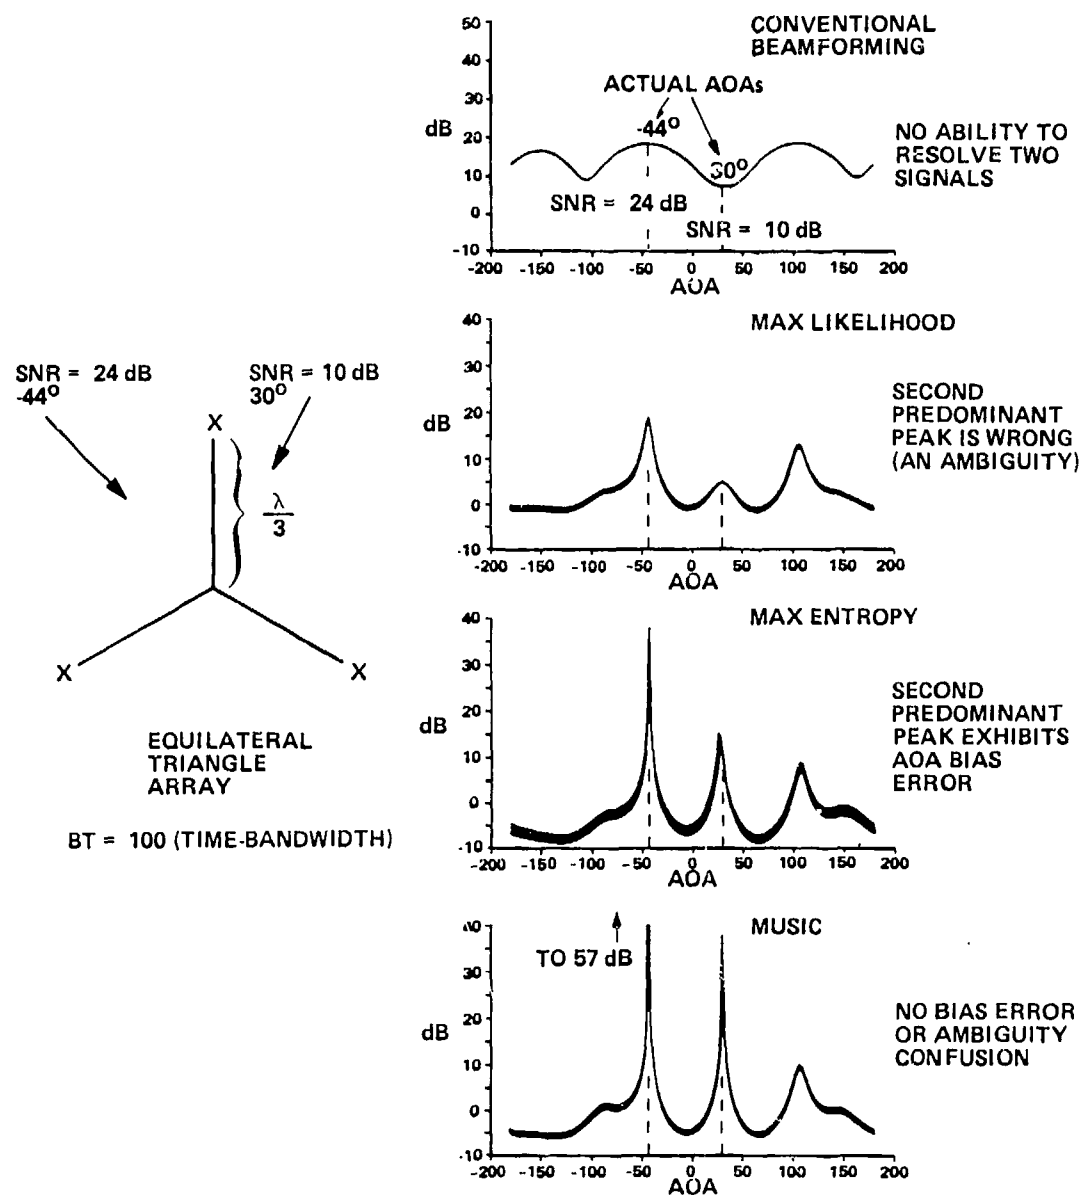 CONVENTIONAL
BEAMFORMING
50
40
30
20
10
0
-10
dB
ACTUAL AOAs
-44°
30°
SNR = 24 dB
SNR = 10 dB
-200 -150 -100 -50 0 50 100 150 200
AOA
NO ABILITY TO
RESOLVE TWO
SIGNALS
MAX LIKELIHOOD
40
30
20
10
0
-10
dB
-200 -150 -100 -50 0 50 100 150 200
AOA
SECOND
PREDOMINANT
PEAK IS WRONG
(AN AMBIGUITY)
SNR = 24 dB
-44°
SNR = 10 dB
30°
X
λ
3
X
X
EQUILATERAL
TRIANGLE
ARRAY
BT = 100 (TIME-BANDWIDTH)
MAX ENTROPY
40
30
20
10
0
-10
dB
-200 -150 -100 -50 0 50 100 150 200
AOA
SECOND
PREDOMINANT
PEAK EXHIBITS
AOA BIAS
ERROR
MUSIC
40
30
20
10
0
-10
dB
TO 57 dB
-200 -150 -100 -50 0 50 100 150 200
AOA
NO BIAS ERROR
OR AMBIGUITY
CONFUSION